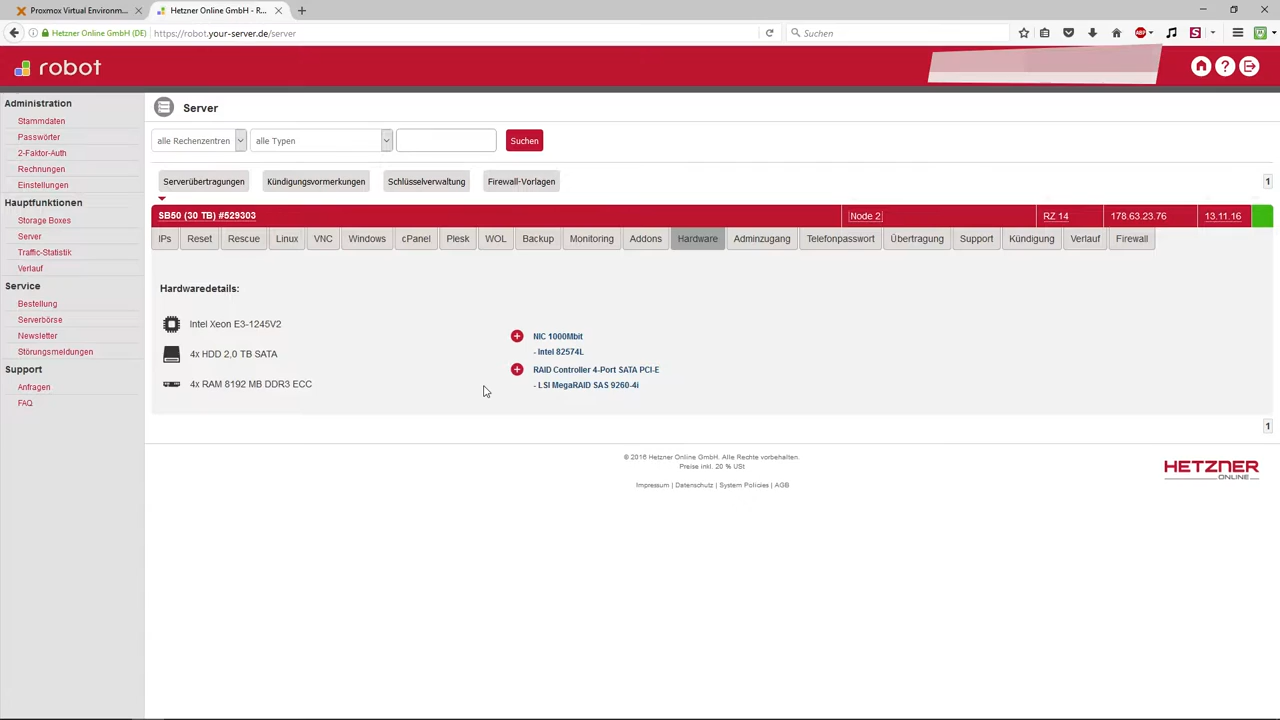 Proxmox Virtual Environm...
Hetzner Online GmbH - R...
Hetzner Online GmbH (DE)
https://robot.your-server.de/server
Suchen
ABP
S
robot
?
Administration
Stammdaten
Passwörter
2-Faktor-Auth
Rechnungen
Einstellungen
Hauptfunktionen
Storage Boxes
Server
Traffic-Statistik
Verlauf
Service
Bestellung
Serverbörse
Newsletter
Störungsmeldungen
Support
Anfragen
FAQ
Server
alle Rechenzentren
alle Typen
Suchen
Serverübertragungen
Kündigungsvormerkungen
Schlüsselverwaltung
Firewall-Vorlagen
1
SB50 (30 TB) #529303
Node 2
RZ 14
178.63.23.76
13.11.16
IPs
Reset
Rescue
Linux
VNC
Windows
cPanel
Plesk
WOL
Backup
Monitoring
Addons
Hardware
Adminzugang
Telefonpasswort
Übertragung
Support
Kündigung
Verlauf
Firewall
Hardwaredetails:
Intel Xeon E3-1245V2
4x HDD 2,0 TB SATA
4x RAM 8192 MB DDR3 ECC
NIC 1000Mbit
- Intel 82574L
RAID Controller 4-Port SATA PCI-E
- LSI MegaRAID SAS 9260-4i
1
© 2016 Hetzner Online GmbH. Alle Rechte vorbehalten.
Preise inkl. 20 % USt
Impressum | Datenschutz | System Policies | AGB
HETZNER
ONLINE